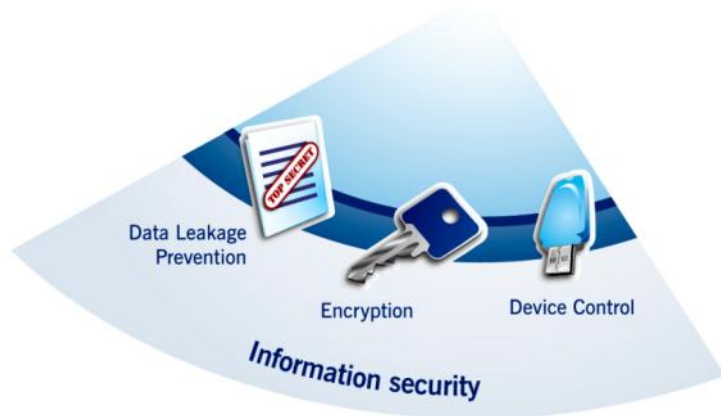 TOP SECRET
Data Leakage
Prevention
Encryption
Device Control
Information security